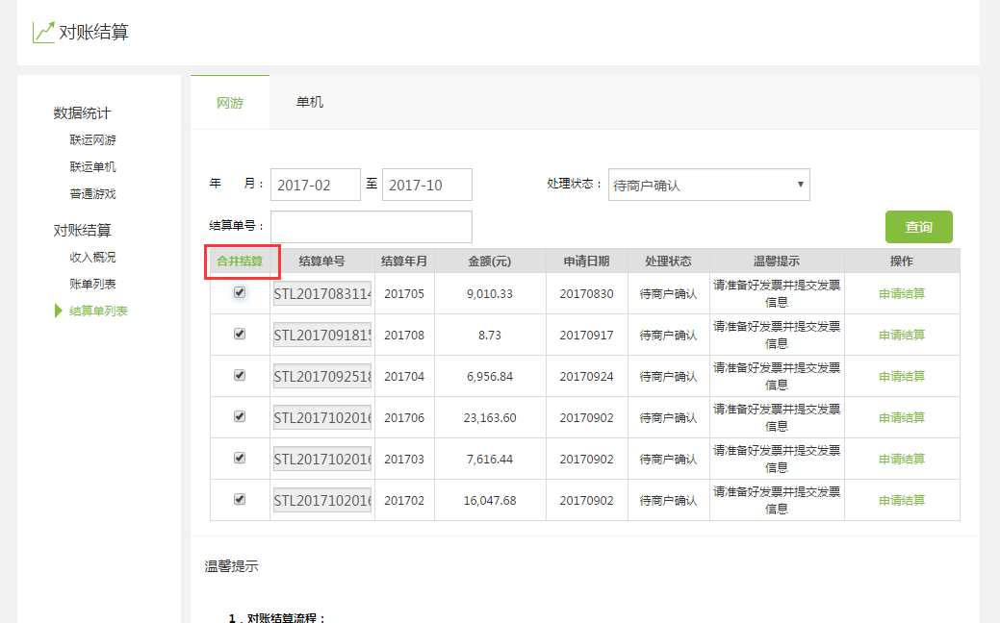 对账结算
数据统计
联运网游
联运单机
普通游戏
对账结算
收入概况
账单列表
结算单列表
网游 单机
年 月： 2017-02 至 2017-10 处理状态： 待商户确认
结算单号：
查询
合并结算 结算单号 结算年月 金额(元) 申请日期 处理状态 温馨提示 操作
STL2017083114 201705 9,010.33 20170830 待商户确认 请准备好发票并提交发票
信息 申请结算
STL2017091815 201708 8.73 20170917 待商户确认 请准备好发票并提交发票
信息 申请结算
STL2017092518 201704 6,956.84 20170924 待商户确认 请准备好发票并提交发票
信息 申请结算
STL2017102016 201706 23,163.60 20170902 待商户确认 请准备好发票并提交发票
信息 申请结算
STL2017102016 201703 7,616.44 20170902 待商户确认 请准备好发票并提交发票
信息 申请结算
STL2017102016 201702 16,047.68 20170902 待商户确认 请准备好发票并提交发票
信息 申请结算
温馨提示
1．对账结算流程：